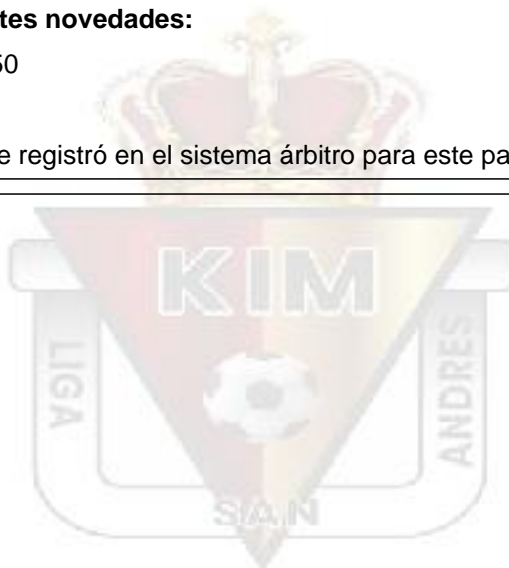 tes novedades:
50
e registró en el sistema árbitro para este pa
KIM
LIGA
ANDRES
SAN